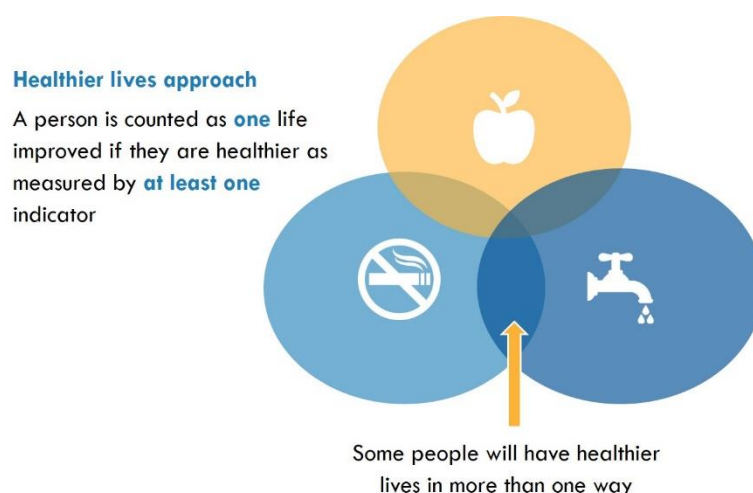 Healthier lives approach
A person is counted as one life
improved if they are healthier as
measured by at least one
indicator
Some people will have healthier
lives in more than one way